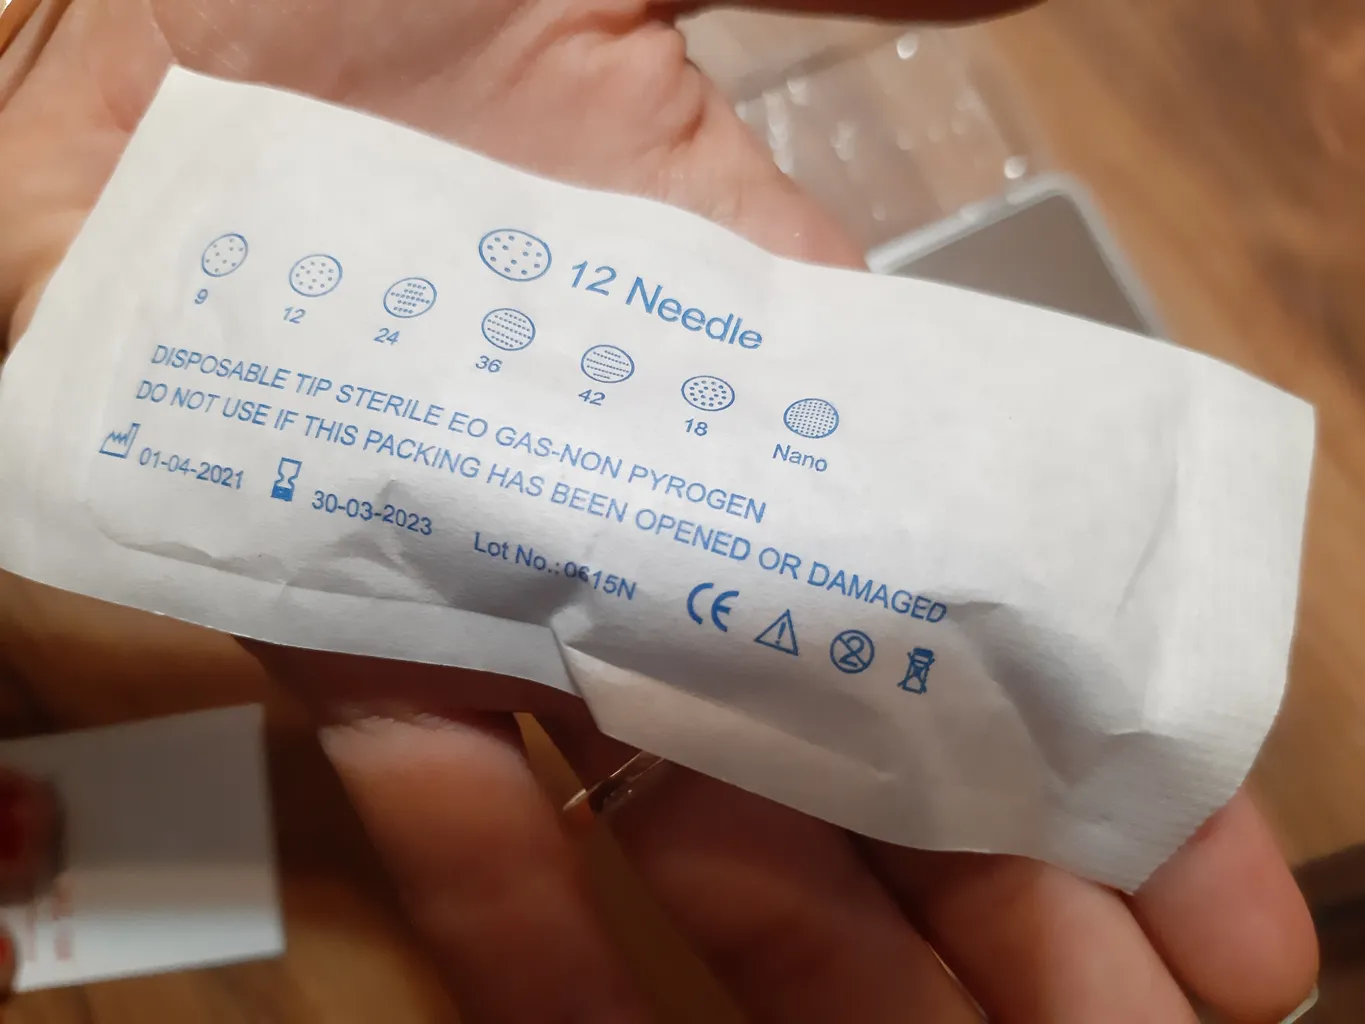 12 Needle
9 12 24 36 42 18 Nano
DISPOSABLE TIP STERILE EO GAS-NON PYROGEN
DO NOT USE IF THIS PACKING HAS BEEN OPENED OR DAMAGED
01-04-2021 30-03-2023 Lot No.:0615N CE 2